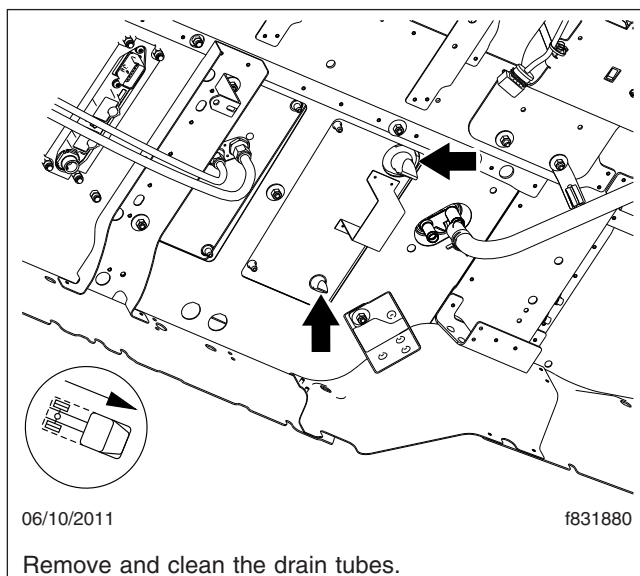 06/10/2011 f831880
Remove and clean the drain tubes.